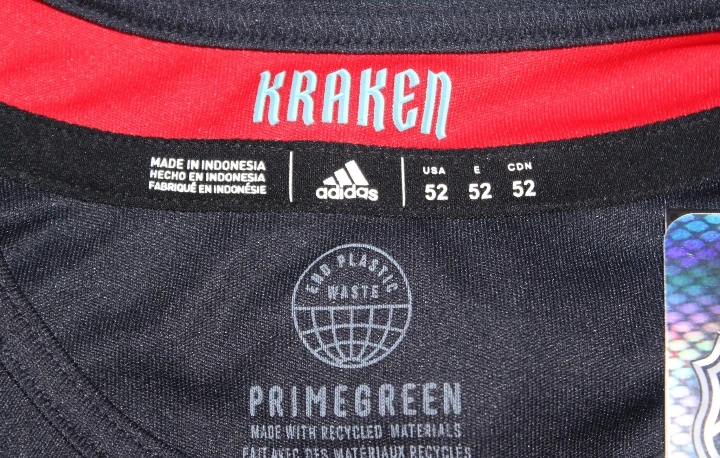 KRAKEN
MADE IN INDONESIA
HECHO EN INDONESIA
FABRIQUÉ EN INDONÉSIE
adidas
USA E CDN
52 52 52
END PLASTIC
WASTE
PRIMEGREEN
MADE WITH RECYCLED MATERIALS
FAIT AVEC DES MATÉRIAUX RECYCLÉS